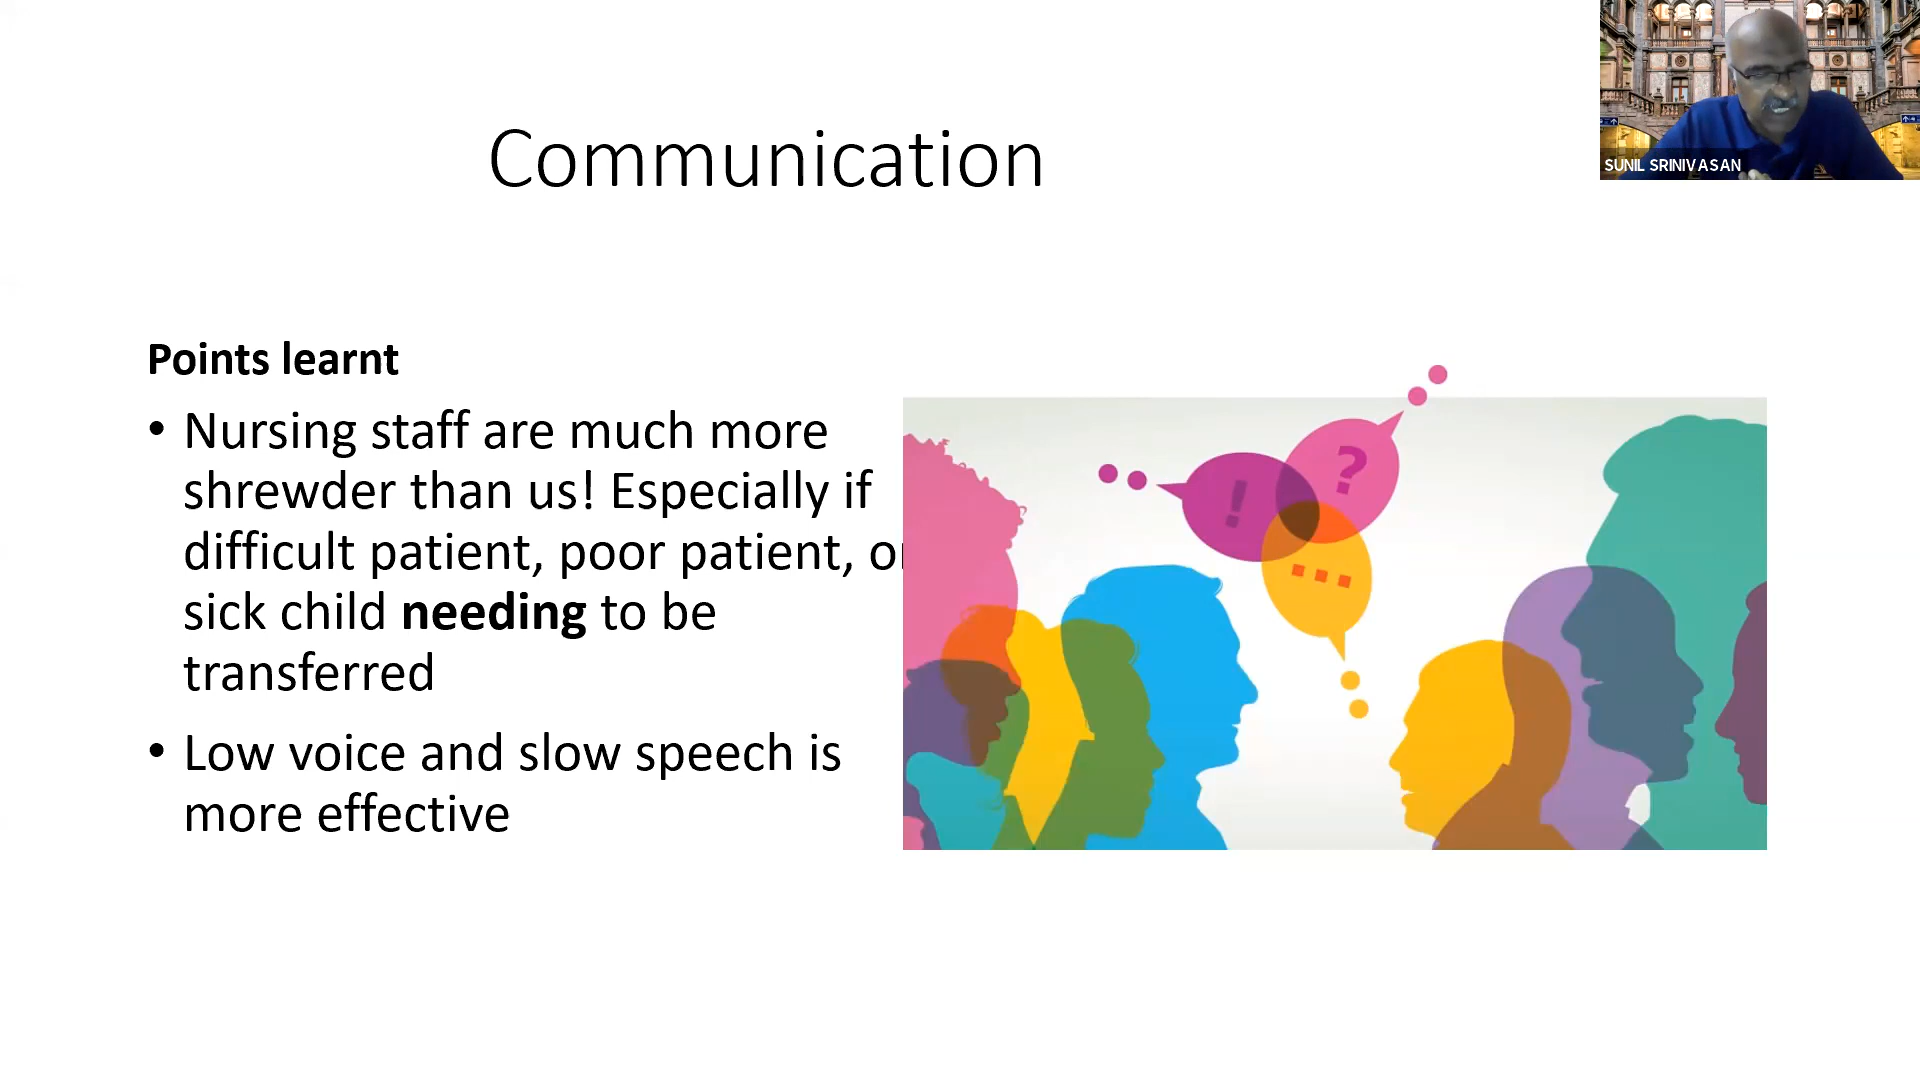 SUNIL SRINIVASAN
Communication
Points learnt
• Nursing staff are much more
shrewder than us! Especially if
difficult patient, poor patient, or
sick child needing to be
transferred
• Low voice and slow speech is
more effective
!
?
...